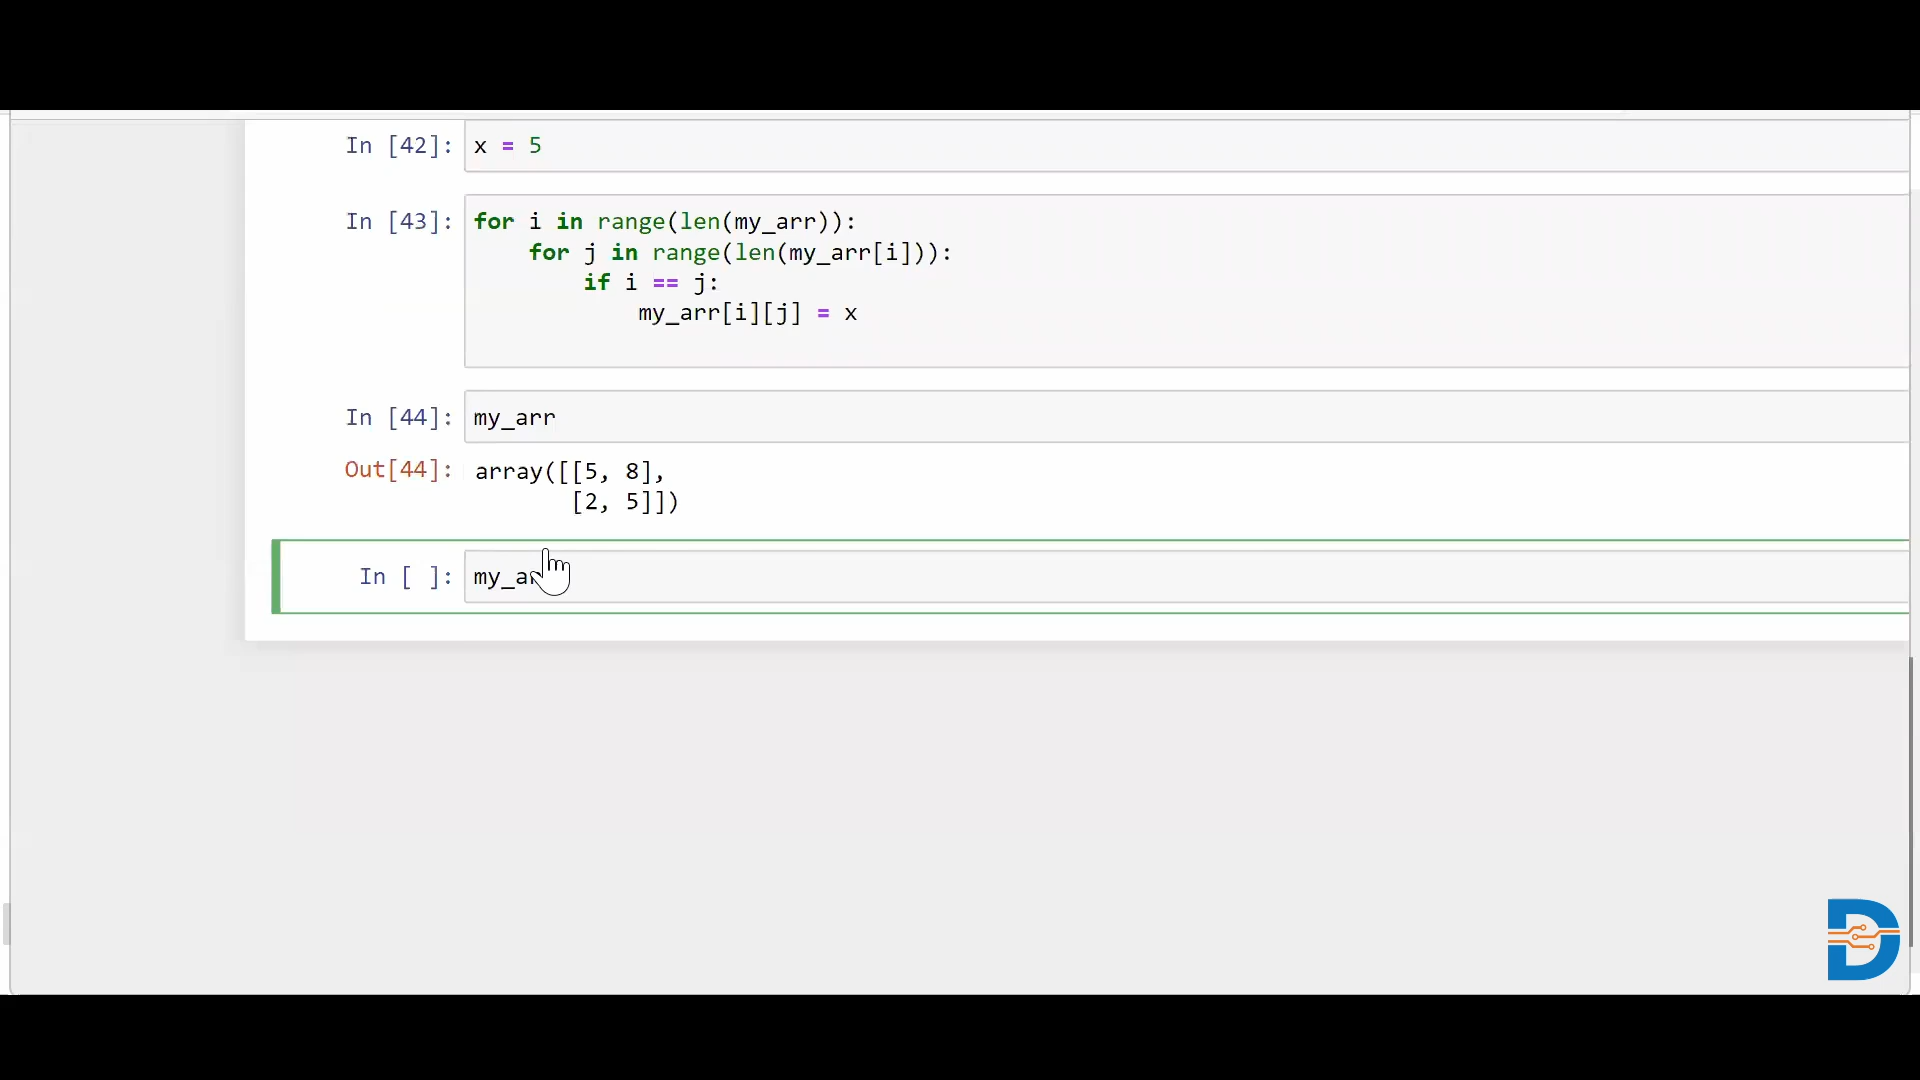 In [42]: x = 5
In [43]: for i in range(len(my_arr)):
    for j in range(len(my_arr[i])):
        if i == j:
            my_arr[i][j] = x
In [44]: my_arr
Out[44]: array([[5, 8],
       [2, 5]])
In [ ]: